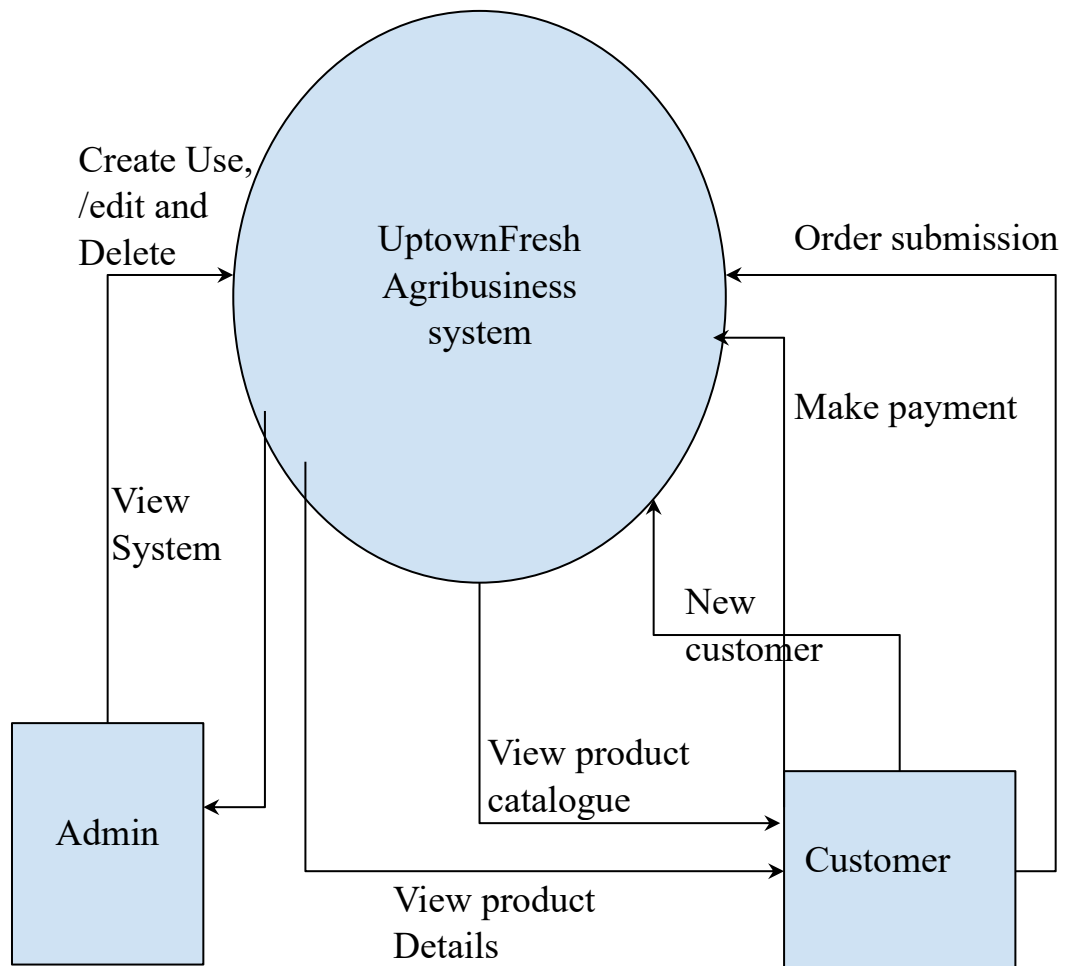 Create Use,
/edit and
Delete
UptownFresh
Agribusiness
system
Order submission
Make payment
View
System
New
customer
View product
catalogue
Admin
Customer
View product
Details